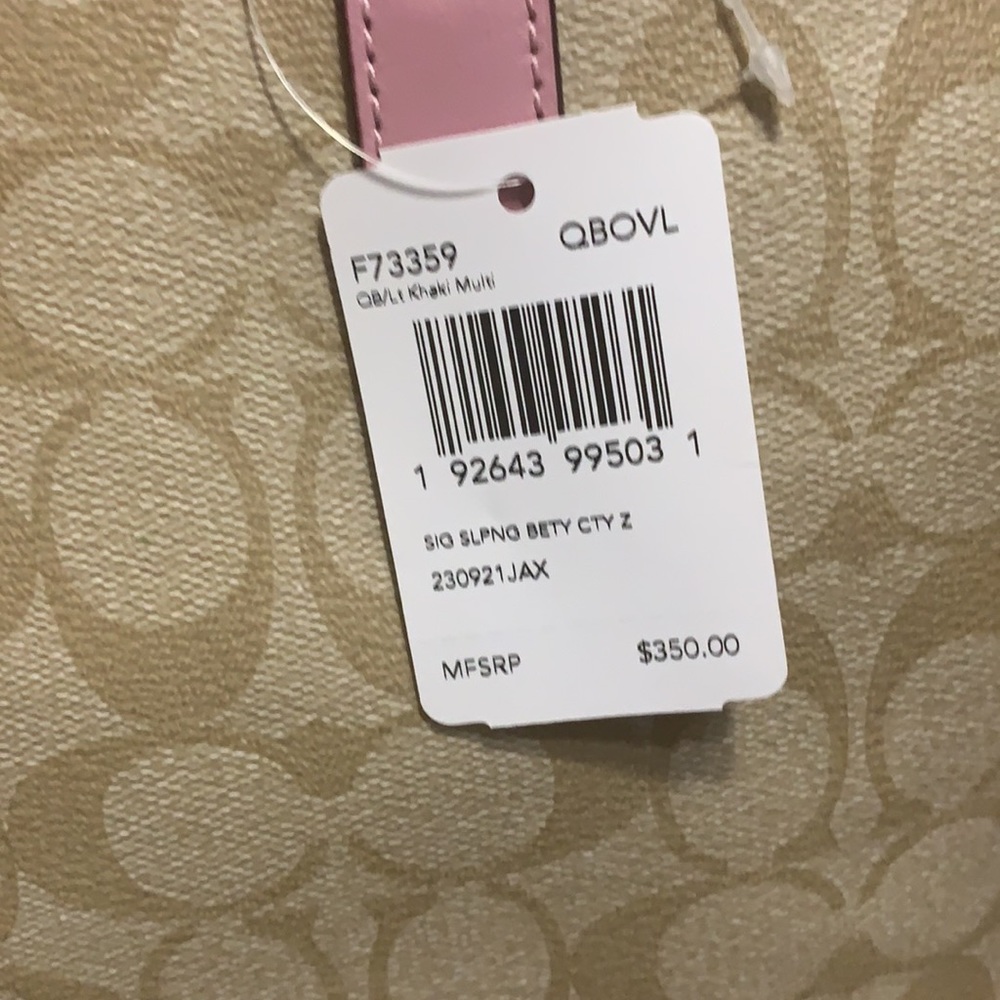 F73359 QBOVL
QB/Lt Khaki Multi
1 92643 99503 1
SIG SLPNG BETY CTY Z
230921JAX
MFSRP $350.00